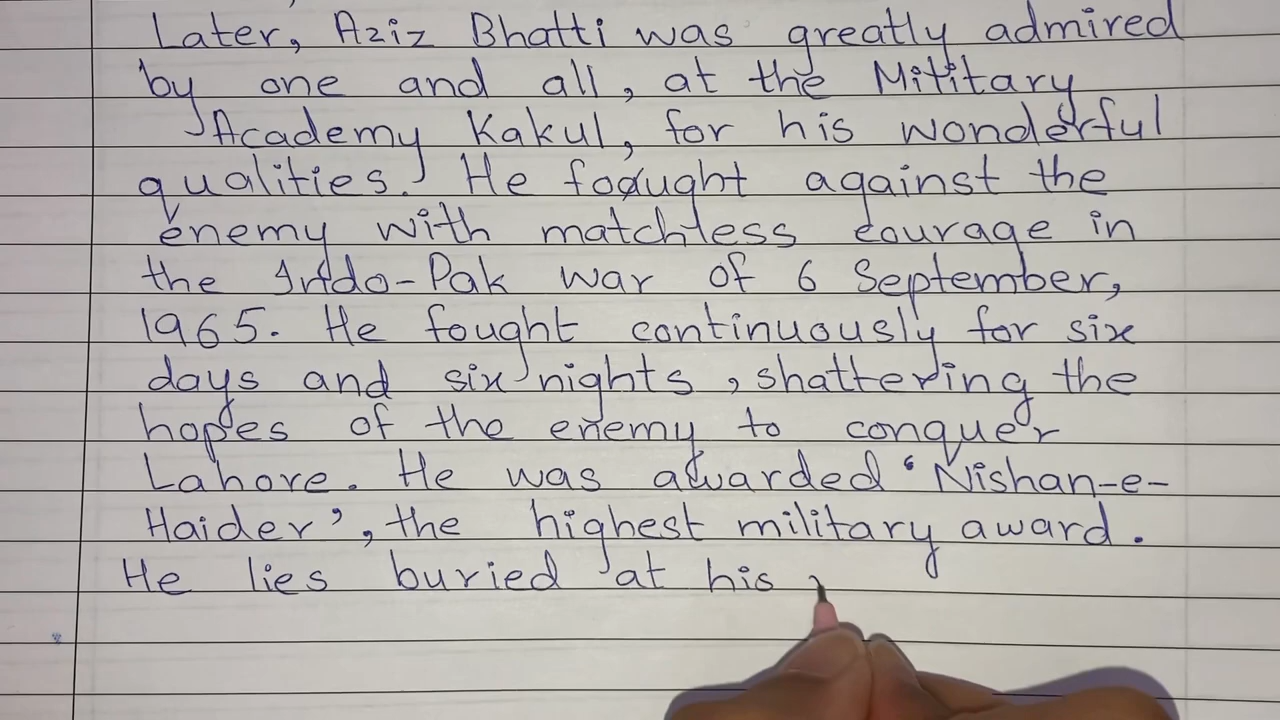 Later, Aziz Bhatti was greatly admired
by one and all, at the Mititary
Academy Kakul, for his wonderful
qualities. He foought against the
enemy with matchless courage in
the Indo-Pak war of 6 September,
1965. He fought continuously for six
days and six nights, shattering the
hopes of the enemy to conquer
Lahore. He was awarded 'Nishan-e-
Haider', the highest military award.
He lies buried at his